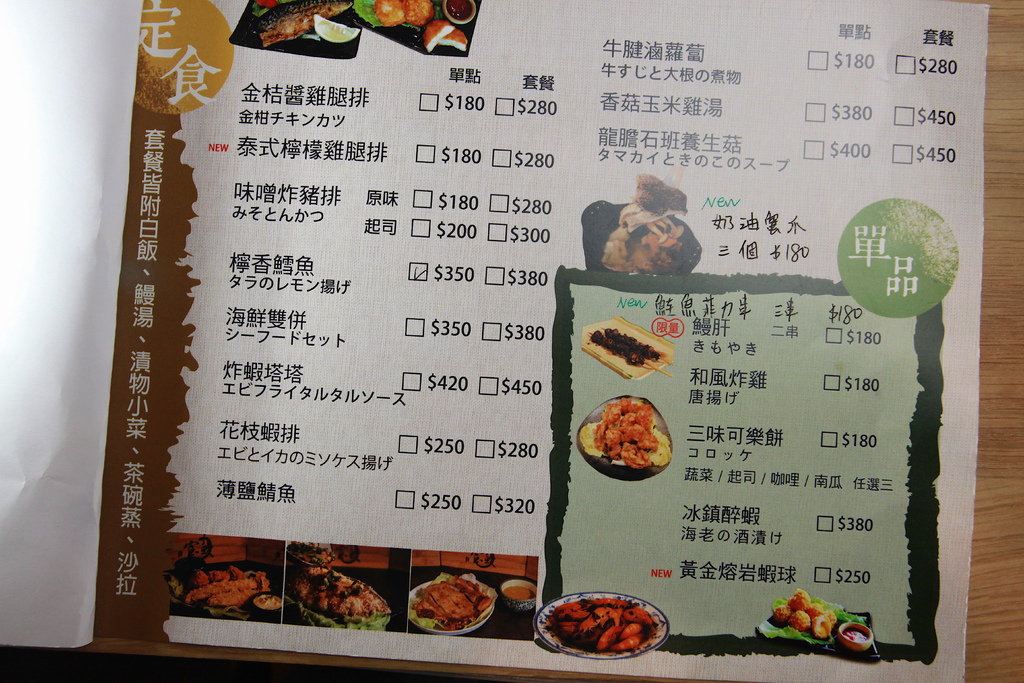 定食
套餐皆附白飯、鰻湯、漬物小菜、茶碗蒸、沙拉
單點 套餐
金桔醬雞腿排 $180 $280
金柑チキンカツ
NEW 泰式檸檬雞腿排 $180 $280
味噌炸豬排 原味 $180 $280
みそとんかつ
起司 $200 $300
檸香鱈魚 $350 $380
タラのレモン揚げ
海鮮雙併 $350 $380
シーフードセット
炸蝦塔塔 $420 $450
エビフライタルタルソース
花枝蝦排 $250 $280
エビとイカのミソケス揚げ
薄鹽鯖魚 $250 $320
單點 套餐
牛腱滷蘿蔔 $180 $280
牛すじと大根の煮物
香菇玉米雞湯 $380 $450
龍膽石班養生菇 $400 $450
タマカイときのこのスープ
New
奶油蟹爪
三個 $180
單品
New 鮭魚菲力串 三串 $180
限量 鰻肝 二串 $180
きもやき
和風炸雞 $180
唐揚げ
三味可樂餅 $180
コロッケ
蔬菜 / 起司 / 咖哩 / 南瓜 任選三
冰鎮醉蝦 $380
海老の酒漬け
NEW 黃金熔岩蝦球 $250